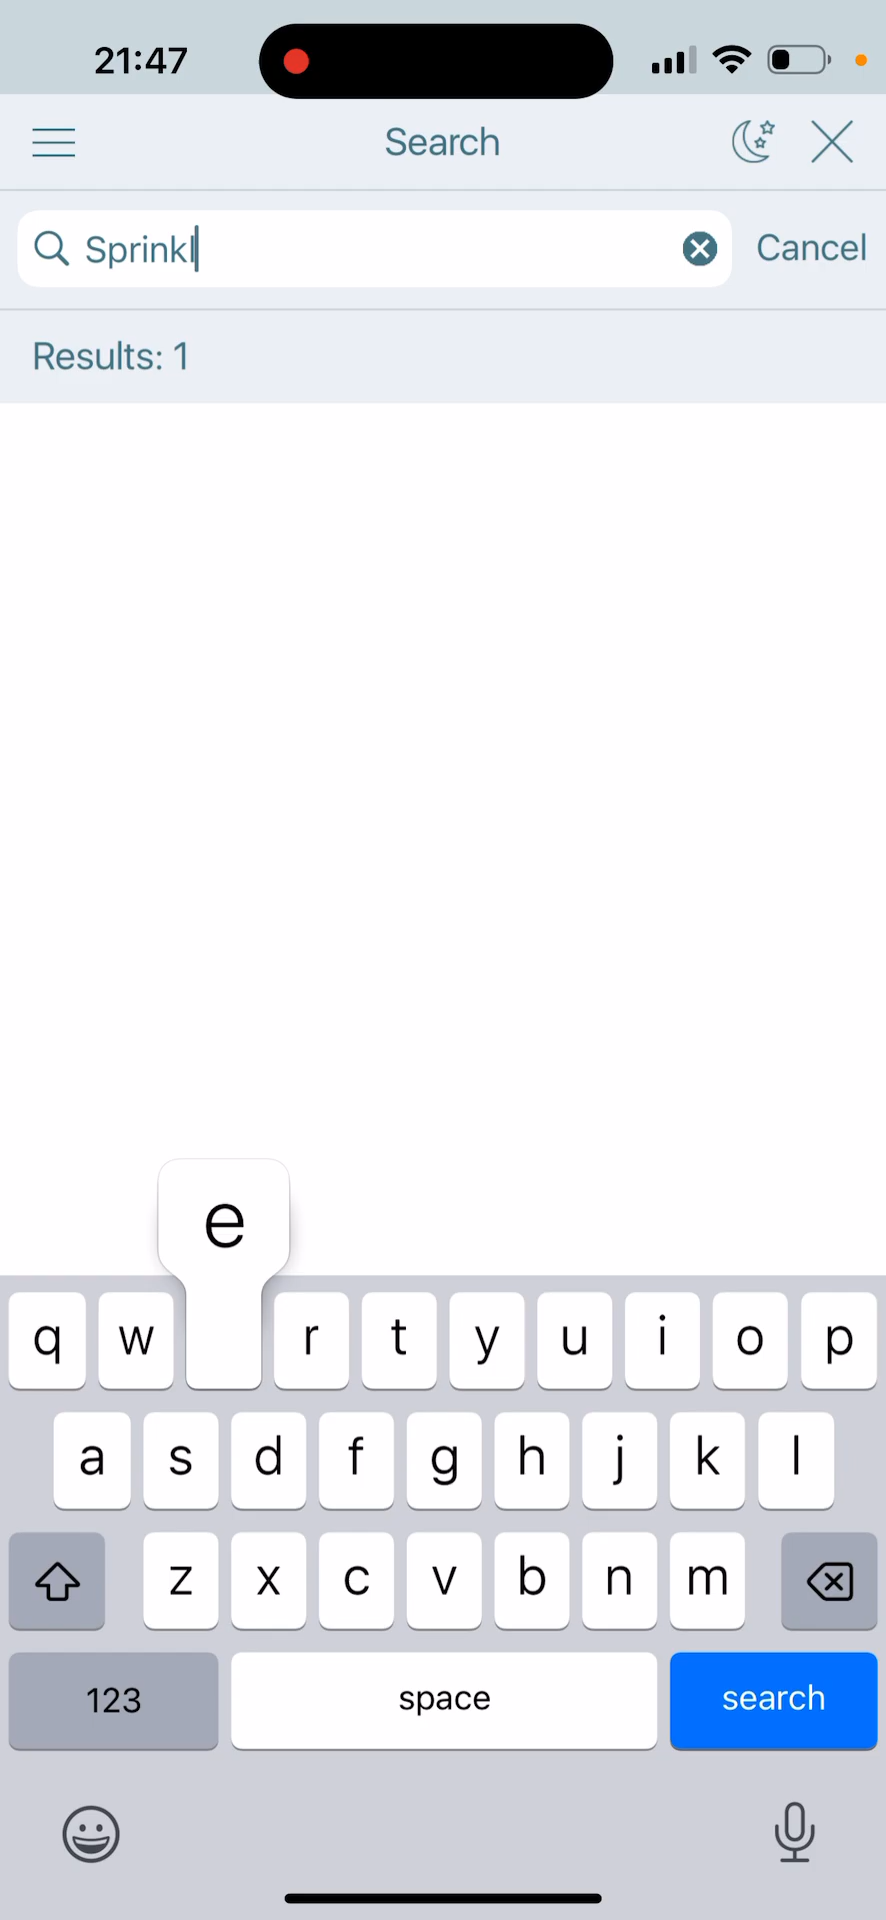 21:47
Search
Sprinkl
Cancel
Results: 1
e
q w r t y u i o p
a s d f g h j k l
z x c v b n m
123 space search